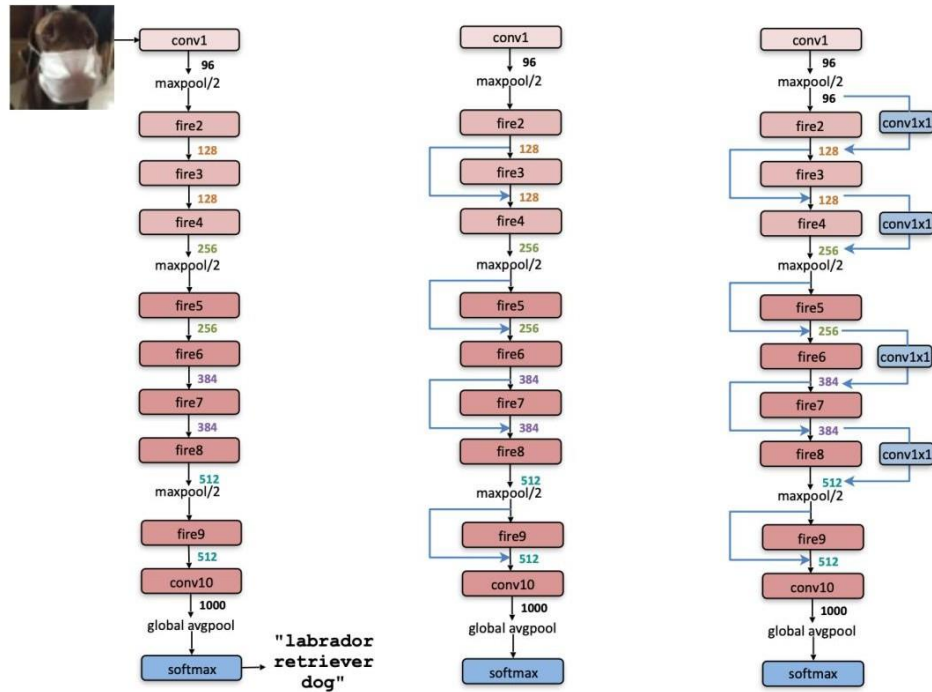 conv1
96
maxpool/2
fire2
128
fire3
128
fire4
256
maxpool/2
fire5
256
fire6
384
fire7
384
fire8
512
maxpool/2
fire9
512
conv10
1000
global avgpool
softmax
"labrador
retriever
dog"
conv1
96
maxpool/2
fire2
128
fire3
128
fire4
256
maxpool/2
fire5
256
fire6
384
fire7
384
fire8
512
maxpool/2
fire9
512
conv10
1000
global avgpool
softmax
conv1
96
maxpool/2
96
conv1x1
fire2
128
fire3
128
fire4
conv1x1
256
maxpool/2
fire5
256
fire6
conv1x1
384
fire7
384
fire8
conv1x1
512
maxpool/2
fire9
512
conv10
1000
global avgpool
softmax